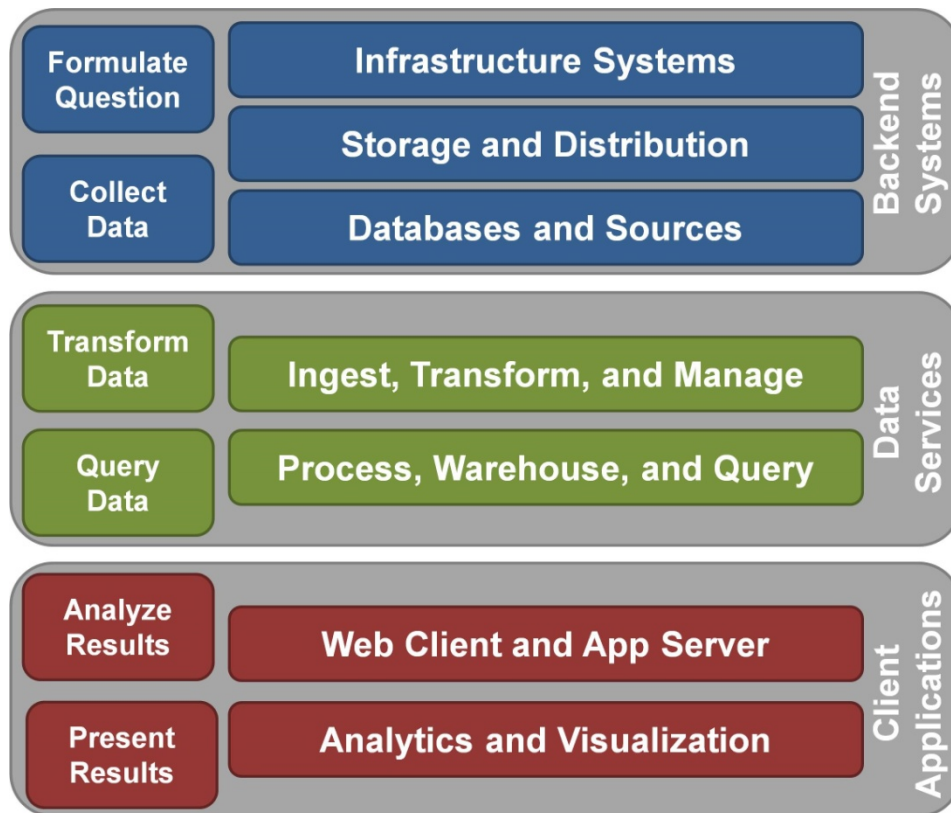 Formulate
Question
Collect
Data
Infrastructure Systems
Storage and Distribution
Databases and Sources
Backend
Systems
Transform
Data
Query
Data
Ingest, Transform, and Manage
Process, Warehouse, and Query
Data
Services
Analyze
Results
Present
Results
Web Client and App Server
Analytics and Visualization
Client
Applications